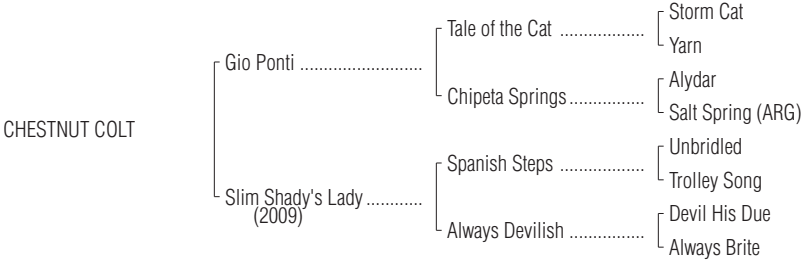 Storm Cat
Tale of the Cat ..................
Yarn
Gio Ponti ..........................
Alydar
Chipeta Springs ................
Salt Spring (ARG)
CHESTNUT COLT
Unbridled
Spanish Steps ..................
Trolley Song
Slim Shady's Lady ............
(2009)
Devil His Due
Always Devilish ................
Always Brite